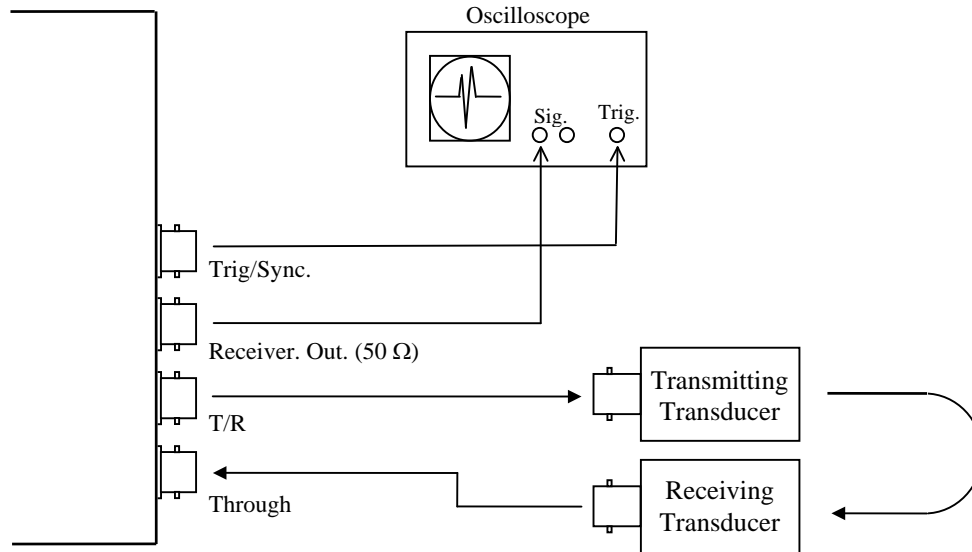 Oscilloscope
Sig.
Trig.
Trig/Sync.
Receiver. Out. (50 Ω)
T/R
Through
Transmitting
Transducer
Receiving
Transducer